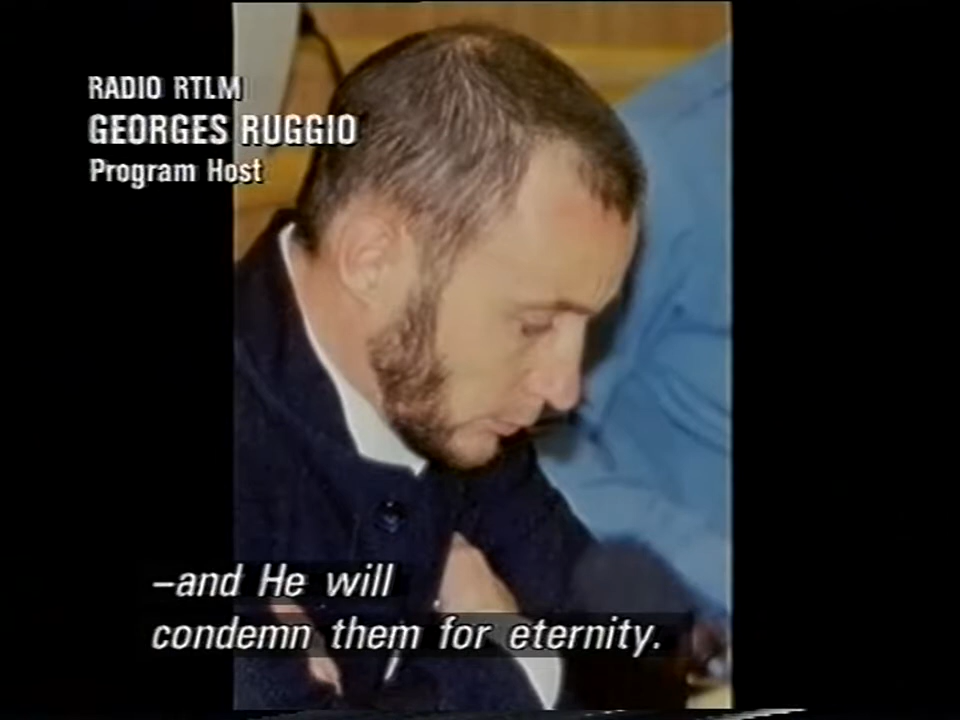 RADIO RTLM
GEORGES RUGGIO
Program Host
–and He will
condemn them for eternity.